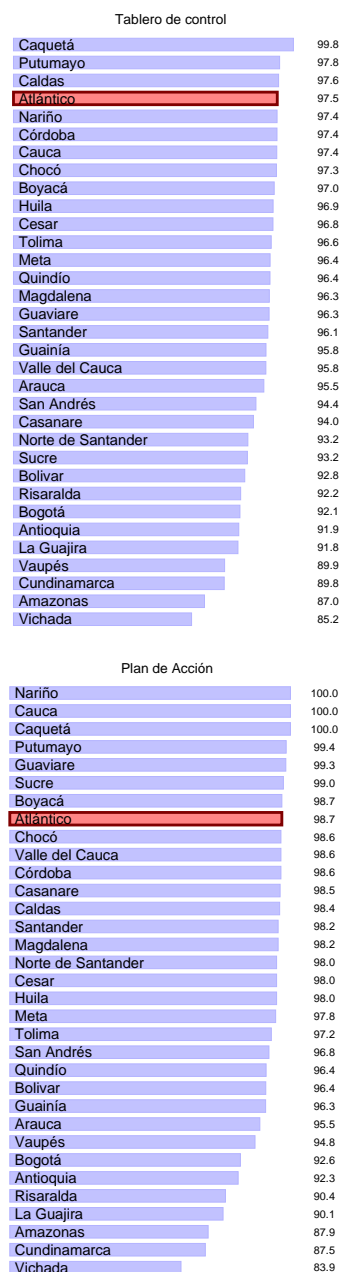 Tablero de control
Caquetá 99.8
Putumayo 97.8
Caldas 97.6
Atlántico 97.5
Nariño 97.4
Córdoba 97.4
Cauca 97.4
Chocó 97.3
Boyacá 97.0
Huila 96.9
Cesar 96.8
Tolima 96.6
Meta 96.4
Quindío 96.4
Magdalena 96.3
Guaviare 96.3
Santander 96.1
Guainía 95.8
Valle del Cauca 95.8
Arauca 95.5
San Andrés 94.4
Casanare 94.0
Norte de Santander 93.2
Sucre 93.2
Bolivar 92.8
Risaralda 92.2
Bogotá 92.1
Antioquia 91.9
La Guajira 91.8
Vaupés 89.9
Cundinamarca 89.8
Amazonas 87.0
Vichada 85.2
Plan de Acción
Nariño 100.0
Cauca 100.0
Caquetá 100.0
Putumayo 99.4
Guaviare 99.3
Sucre 99.0
Boyacá 98.7
Atlántico 98.7
Chocó 98.6
Valle del Cauca 98.6
Córdoba 98.6
Casanare 98.5
Caldas 98.4
Santander 98.2
Magdalena 98.2
Norte de Santander 98.0
Cesar 98.0
Huila 98.0
Meta 97.8
Tolima 97.2
San Andrés 96.8
Quindío 96.4
Bolivar 96.4
Guainía 96.3
Arauca 95.5
Vaupés 94.8
Bogotá 92.6
Antioquia 92.3
Risaralda 90.4
La Guajira 90.1
Amazonas 87.9
Cundinamarca 87.5
Vichada 83.9